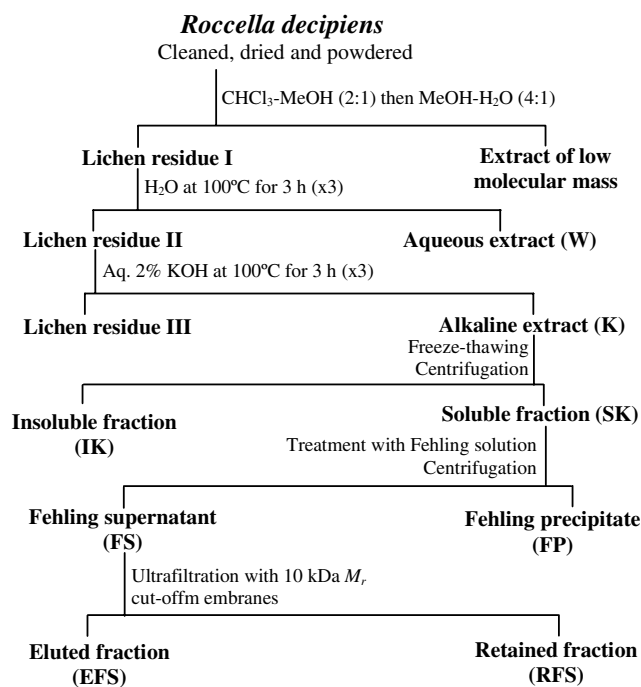 Roccella decipiens
Cleaned, dried and powdered
CHCl₃-MeOH (2:1) then MeOH-H₂O (4:1)
Lichen residue I
Extract of low
molecular mass
H₂O at 100ºC for 3 h (x3)
Lichen residue II
Aqueous extract (W)
Aq. 2% KOH at 100ºC for 3 h (x3)
Lichen residue III
Alkaline extract (K)
Freeze-thawing
Centrifugation
Insoluble fraction
(IK)
Soluble fraction (SK)
Treatment with Fehling solution
Centrifugation
Fehling supernatant
(FS)
Fehling precipitate
(FP)
Ultrafiltration with 10 kDa Mᵣ
cut-offm embranes
Eluted fraction
(EFS)
Retained fraction
(RFS)